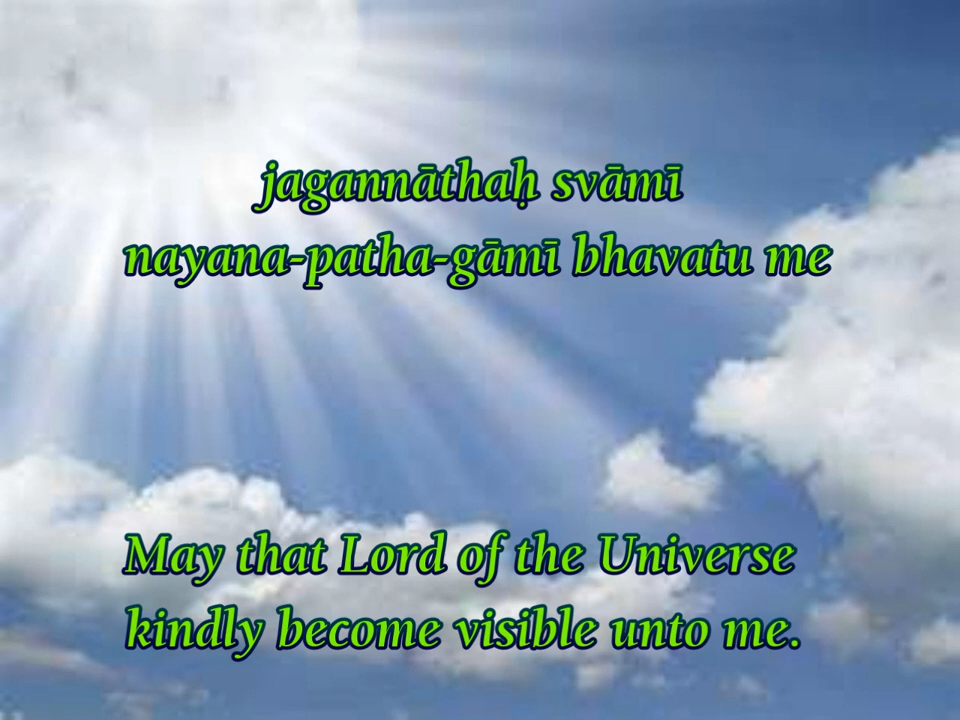 jagannāthaḥ svāmī
nayana-patha-gāmī bhavatu me
May that Lord of the Universe
kindly become visible unto me.